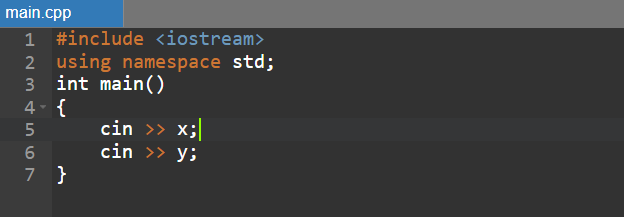 main.cpp
1 #include <iostream>
2 using namespace std;
3 int main()
4 {
5     cin >> x;
6     cin >> y;
7 }